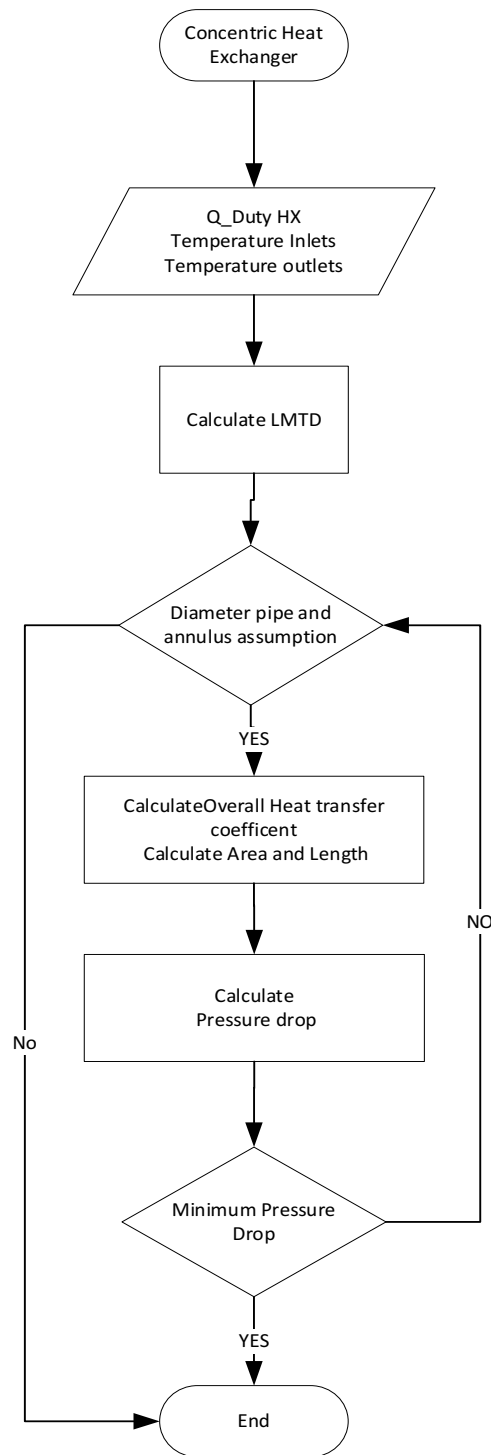 Concentric Heat
Exchanger
Q_Duty HX
Temperature Inlets
Temperature outlets
Calculate LMTD
Diameter pipe and
annulus assumption
YES
CalculateOverall Heat transfer
coefficent
Calculate Area and Length
NO
Calculate
Pressure drop
No
Minimum Pressure
Drop
YES
End